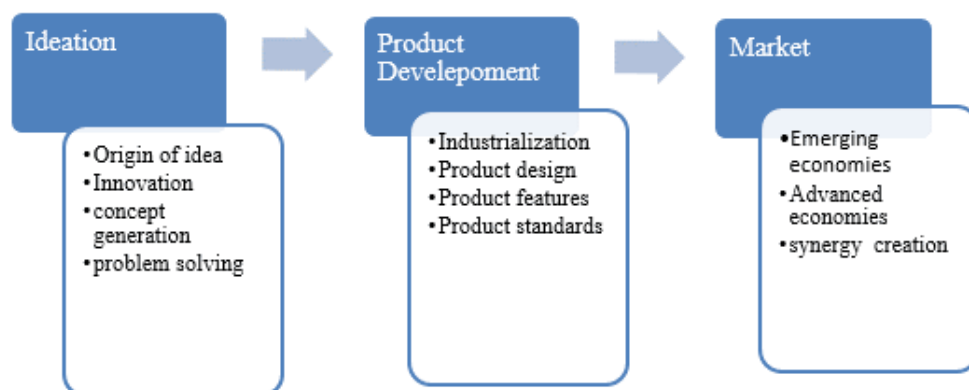 Ideation
•Origin of idea
•Innovation
•concept
generation
•problem solving
Product
Develepoment
•Industrialization
•Product design
•Product features
•Product standards
Market
•Emerging
economies
•Advanced
economies
•synergy creation